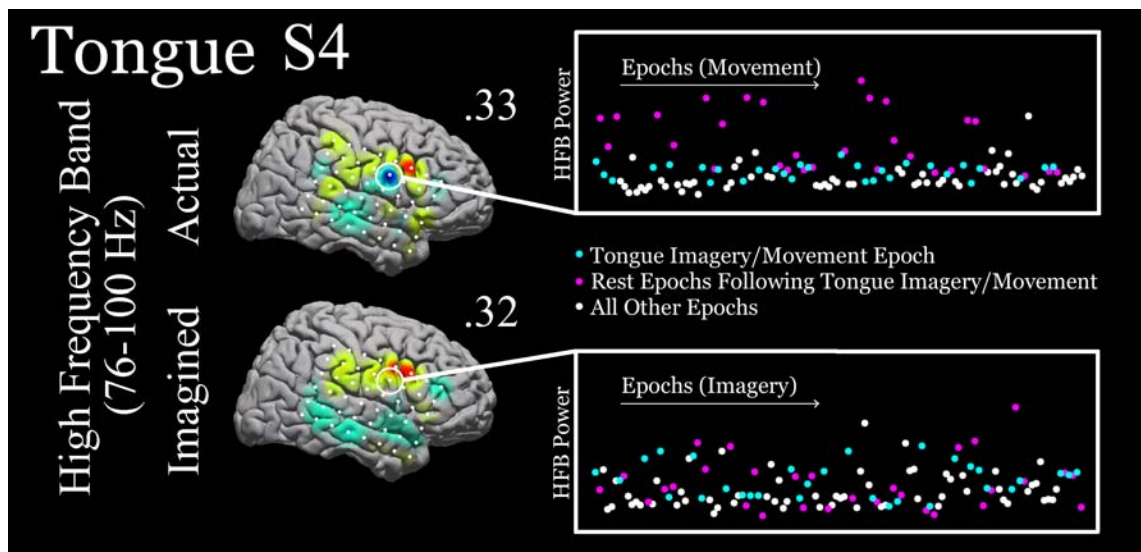 Tongue S4
High Frequency Band
(76-100 Hz)
Actual
.33
Imagined
.32
HFB Power
Epochs (Movement)
Tongue Imagery/Movement Epoch
Rest Epochs Following Tongue Imagery/Movement
All Other Epochs
HFB Power
Epochs (Imagery)